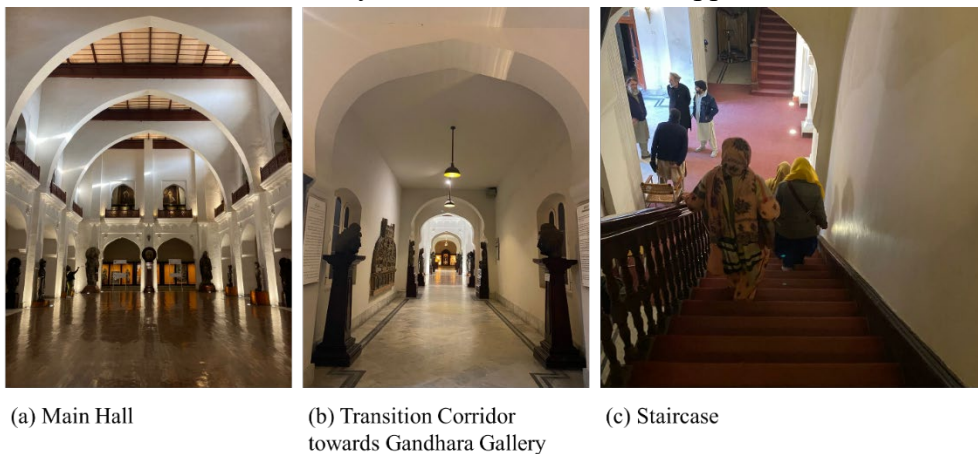 (a) Main Hall
(b) Transition Corridor
towards Gandhara Gallery
(c) Staircase